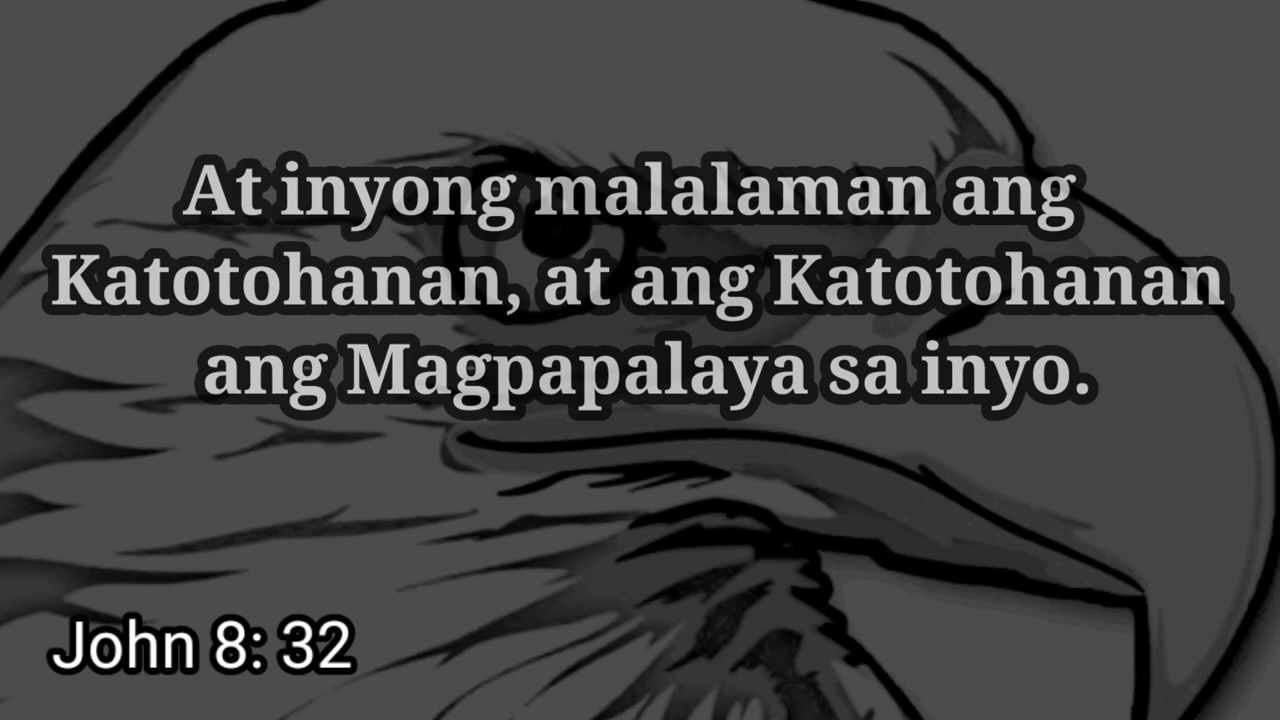 At inyong malalaman ang
Katotohanan, at ang Katotohanan
ang Magpapalaya sa inyo.
John 8: 32